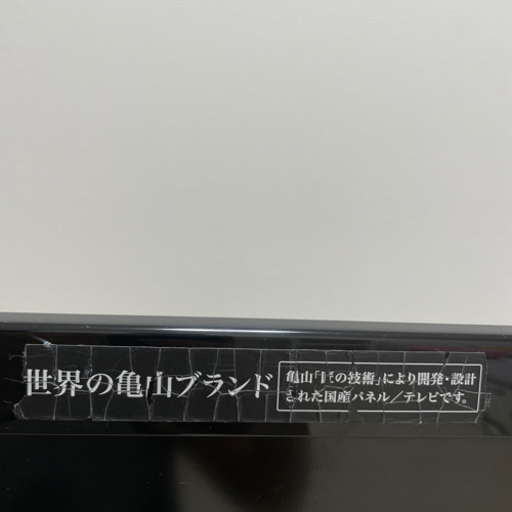 世界の亀山ブランド
亀山「匠の技術」により開発・設計
された国産パネル／テレビです。